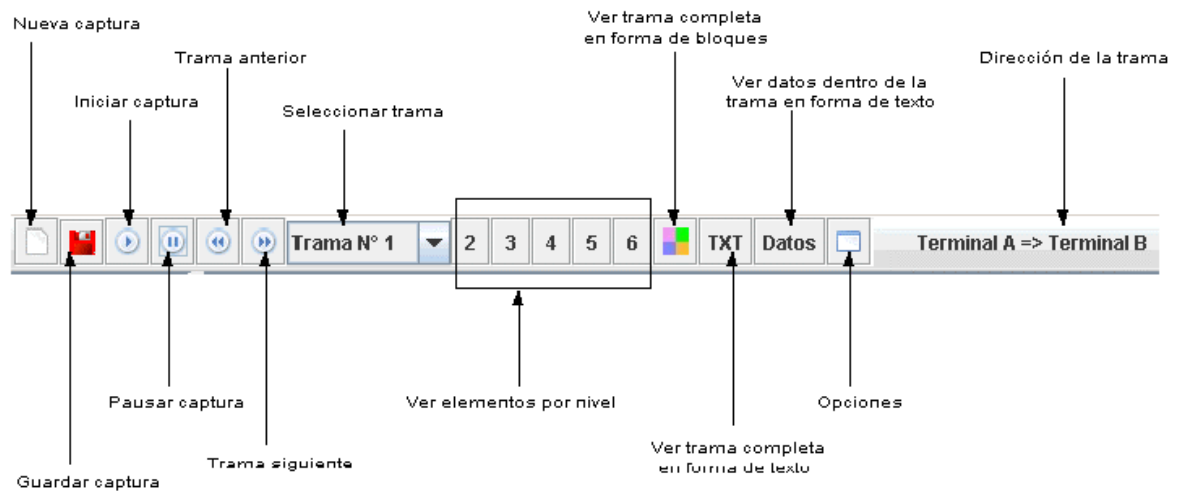 Nueva captura
Ver trama completa
en forma de bloques
Trama anterior
Dirección de la trama
Ver datos dentro de la
trama en forma de texto
Iniciar captura
Seleccionar trama
Trama N° 1
2
3
4
5
6
TXT
Datos
Terminal A => Terminal B
Pausar captura
Ver elementos por nivel
Opciones
Ver trama completa
en forma de texto
Trama siguiente
Guardar captura